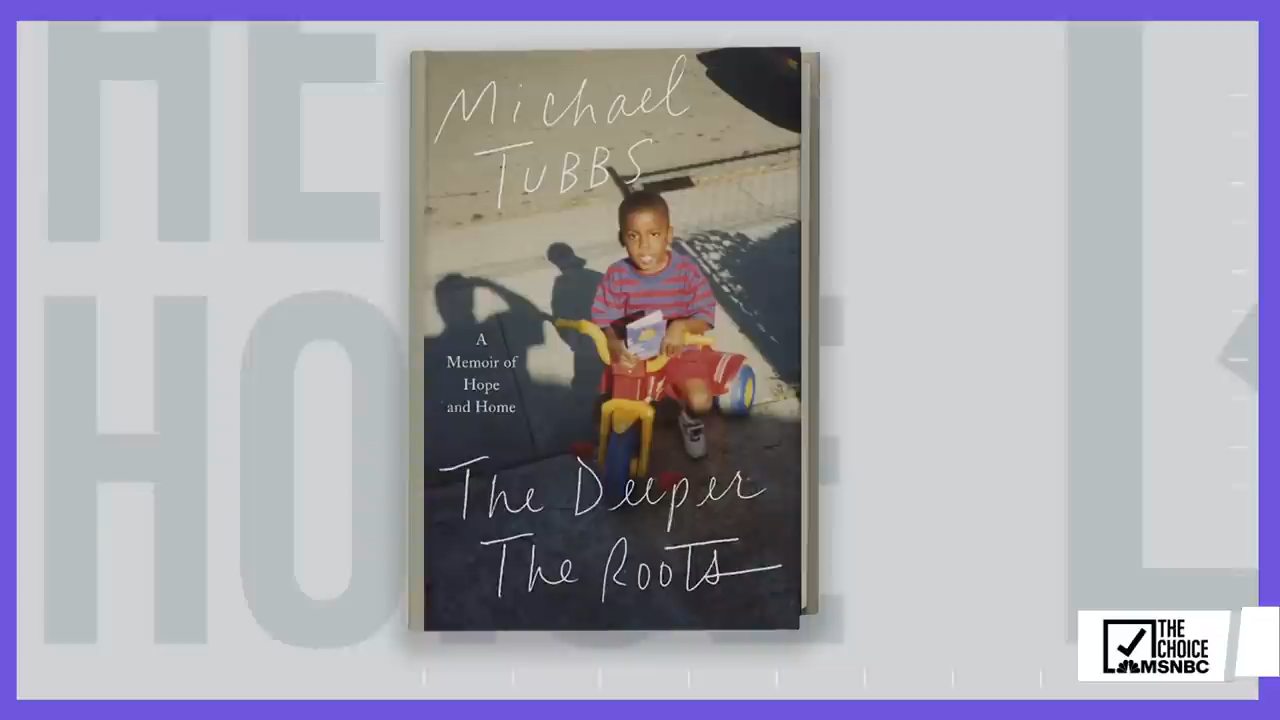 Michael
TUBBS
A
Memoir of
Hope
and Home
The Deeper
The Roots
THE
CHOICE
MSNBC